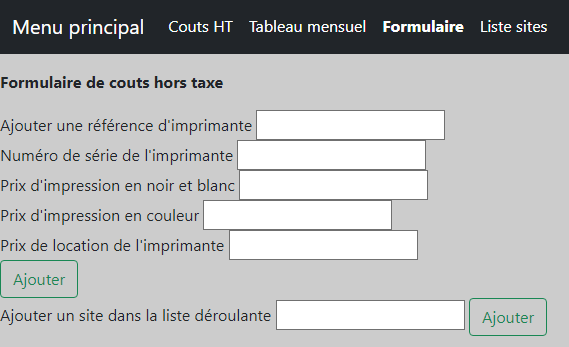 Menu principal Couts HT Tableau mensuel Formulaire Liste sites
Formulaire de couts hors taxe
Ajouter une référence d'imprimante
Numéro de série de l'imprimante
Prix d'impression en noir et blanc
Prix d'impression en couleur
Prix de location de l'imprimante
Ajouter
Ajouter un site dans la liste déroulante Ajouter